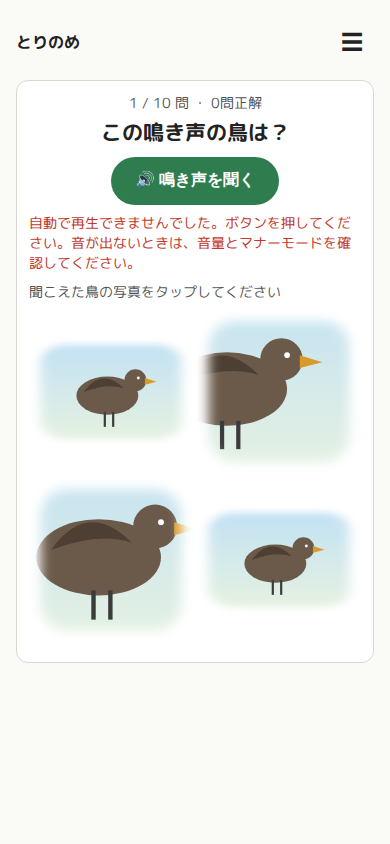 とりのめ
1 / 10 問 · 0問正解
この鳴き声の鳥は？
鳴き声を聞く
自動で再生できませんでした。ボタンを押してくだ
さい。音が出ないときは、音量とマナーモードを確
認してください。
聞こえた鳥の写真をタップしてください